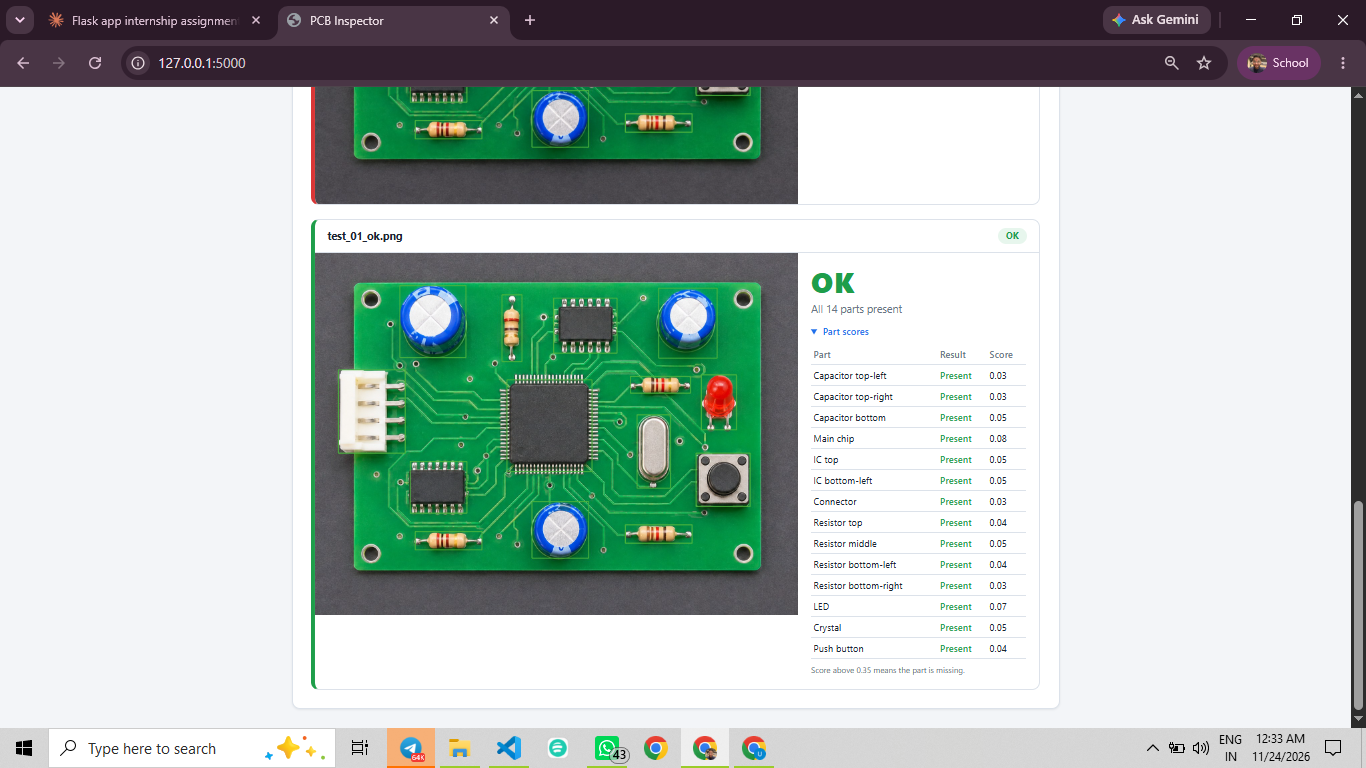 Flask app internship assignmen
PCB Inspector
Ask Gemini
127.0.0.1:5000
School
test_01_ok.png
OK
OK
All 14 parts present
Part scores
Part Result Score
Capacitor top-left Present 0.03
Capacitor top-right Present 0.03
Capacitor bottom Present 0.05
Main chip Present 0.08
IC top Present 0.05
IC bottom-left Present 0.05
Connector Present 0.03
Resistor top Present 0.04
Resistor middle Present 0.05
Resistor bottom-left Present 0.04
Resistor bottom-right Present 0.03
LED Present 0.07
Crystal Present 0.05
Push button Present 0.04
Score above 0.35 means the part is missing.
Type here to search
64K
43
U
ENG
IN
12:33 AM
11/24/2026